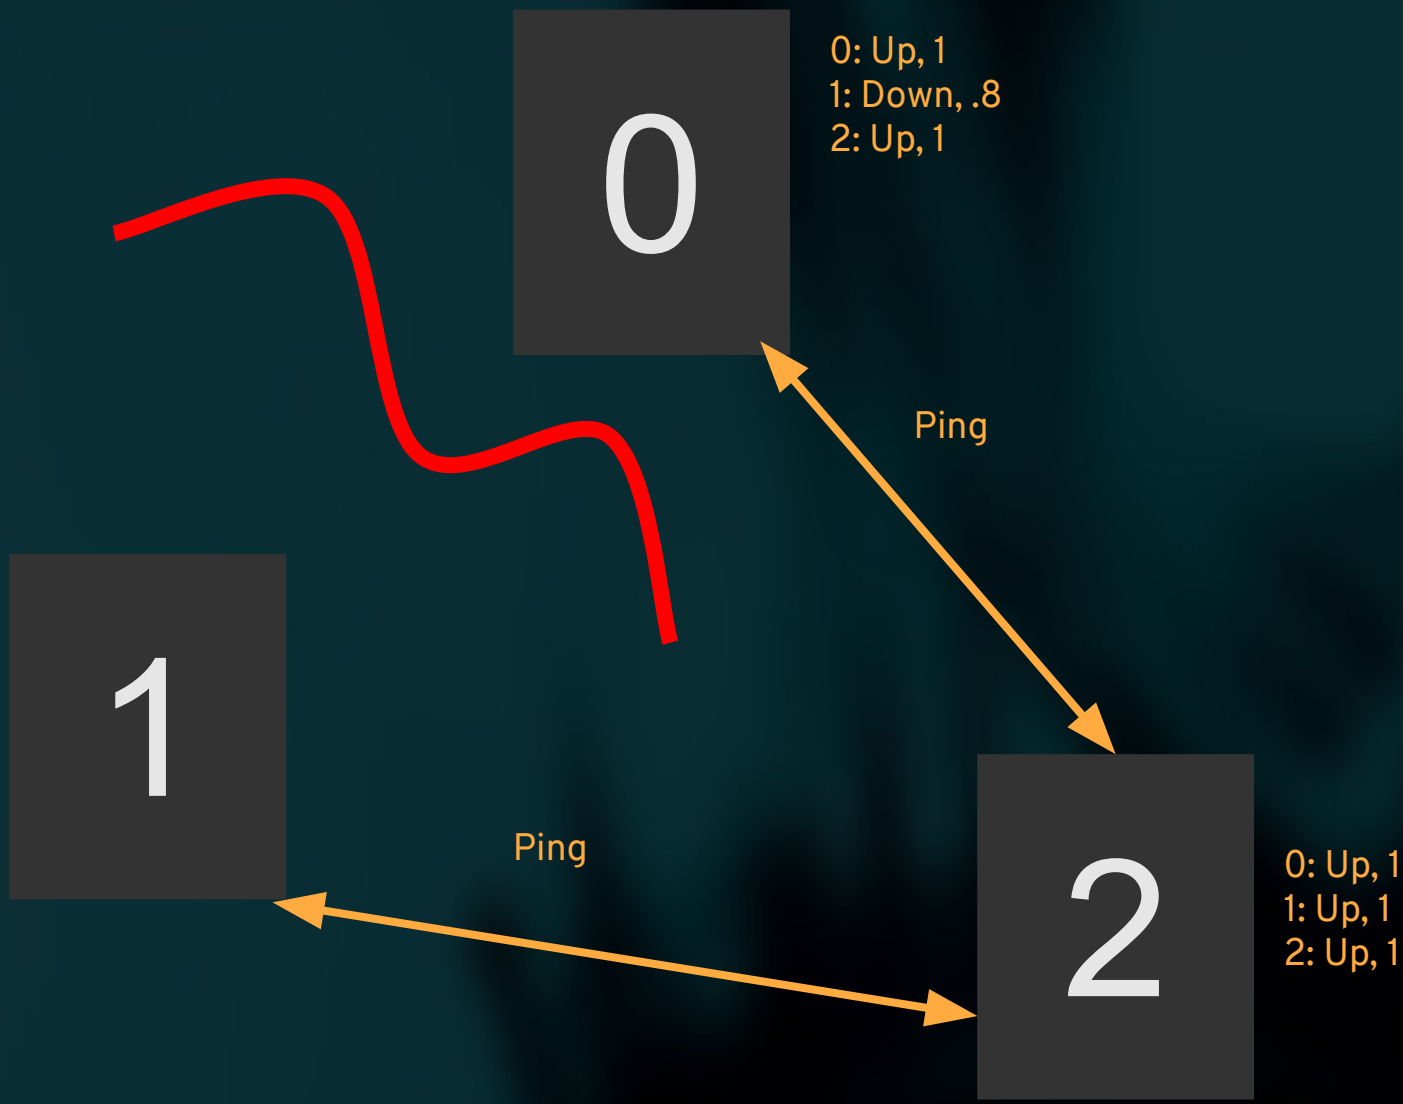 0
0: Up, 1
1: Down, .8
2: Up, 1
Ping
1
Ping
2
0: Up, 1
1: Up, 1
2: Up, 1